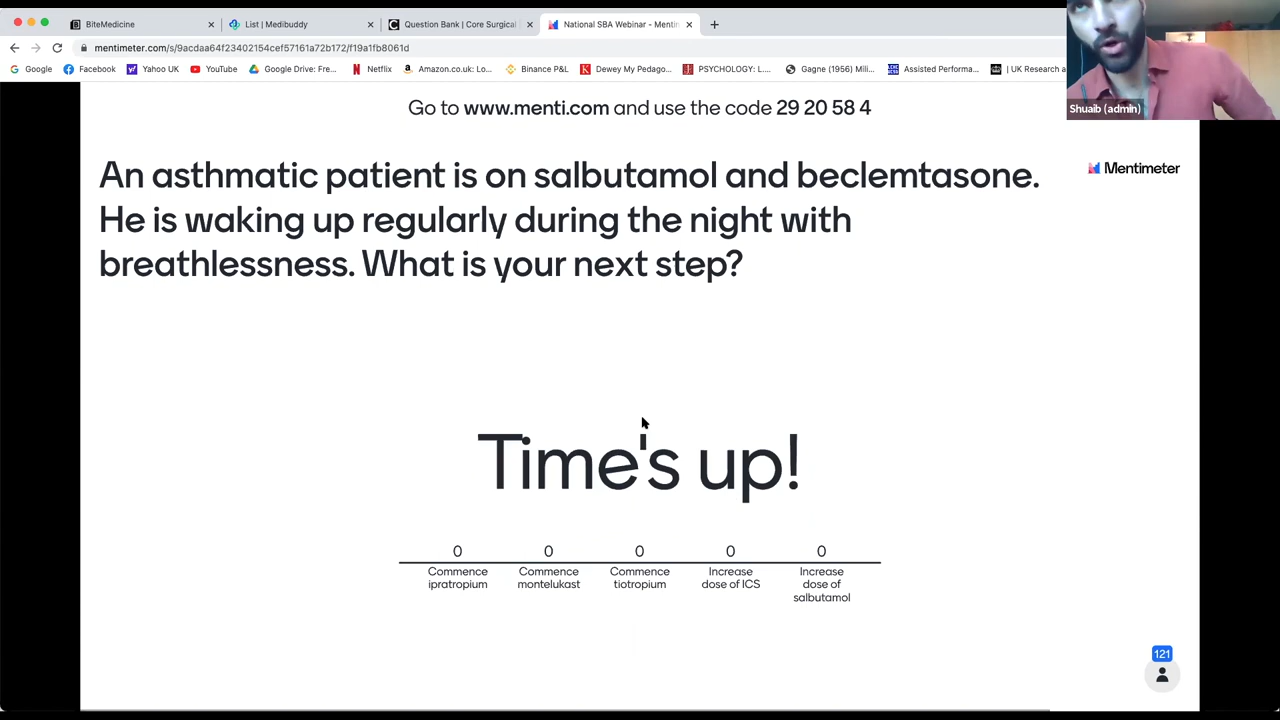 BiteMedicine
List | Medibuddy
Question Bank | Core Surgical
National SBA Webinar - Mentim
mentimeter.com/s/9acdaa64f23402154cef57161a72b172/f19a1fb8061d
Google
Facebook
Yahoo UK
YouTube
Google Drive: Fre...
Netflix
Amazon.co.uk: Lo...
Binance P&L
Dewey My Pedago...
PSYCHOLOGY: L....
Gagne (1956) Mili...
Assisted Performa...
| UK Research a
Shuaib (admin)
Go to www.menti.com and use the code 29 20 58 4
Mentimeter
An asthmatic patient is on salbutamol and beclemtasone.
He is waking up regularly during the night with
breathlessness. What is your next step?
Time's up!
0 0 0 0 0
Commence Commence Commence Increase Increase
ipratropium montelukast tiotropium dose of ICS dose of
salbutamol
121